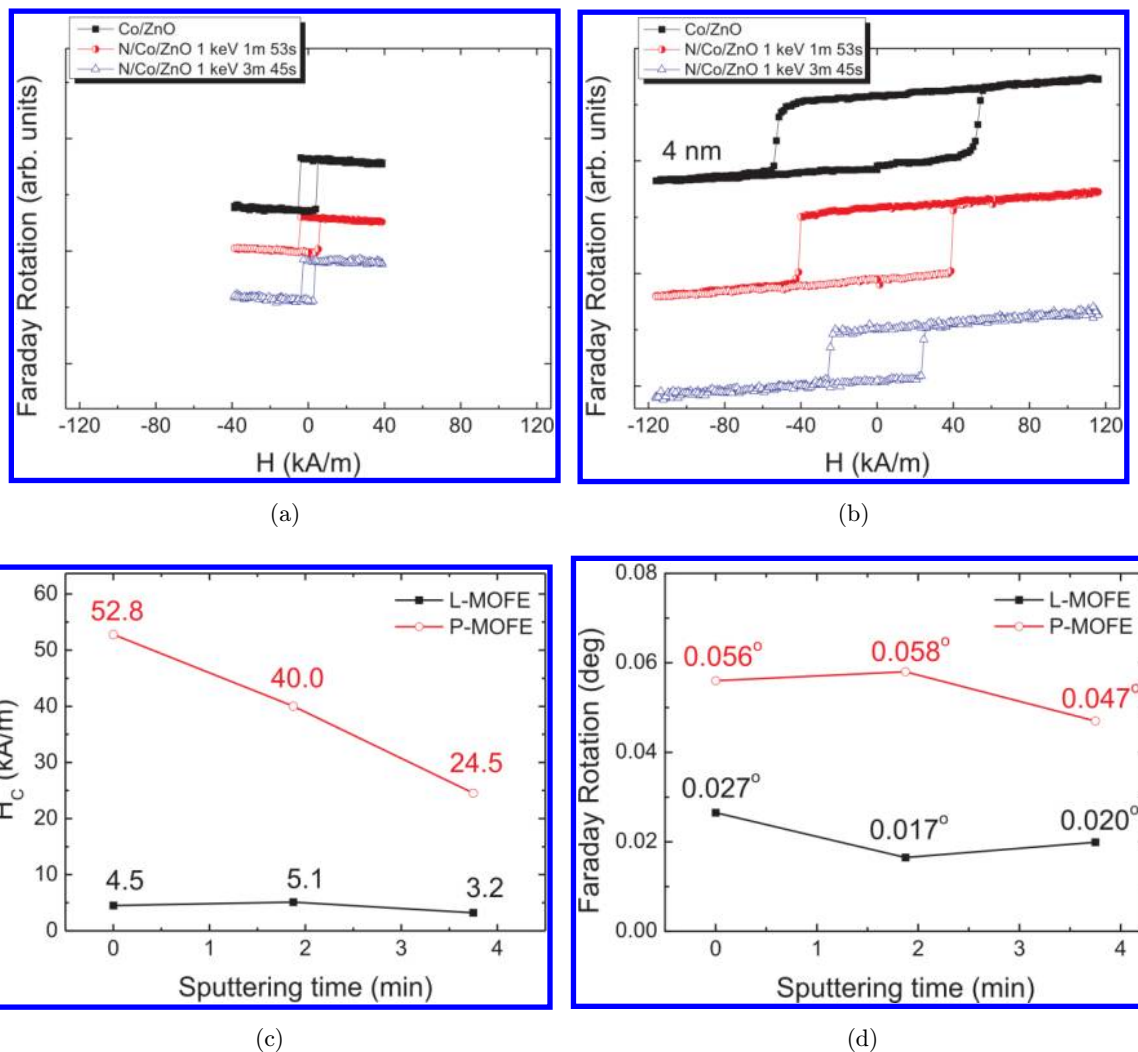 Co/ZnO
N/Co/ZnO 1 keV 1m 53s
N/Co/ZnO 1 keV 3m 45s
Faraday Rotation (arb. units)
-120 -80 -40 0 40 80 120
H (kA/m)
(a)
Co/ZnO
N/Co/ZnO 1 keV 1m 53s
N/Co/ZnO 1 keV 3m 45s
4 nm
Faraday Rotation (arb. units)
-120 -80 -40 0 40 80 120
H (kA/m)
(b)
L-MOFE
P-MOFE
60
50
40
30
20
10
0
52.8
40.0
24.5
4.5
5.1
3.2
H_C (kA/m)
0 1 2 3 4
Sputtering time (min)
(c)
L-MOFE
P-MOFE
0.08
0.06
0.04
0.02
0.00
0.056°
0.058°
0.047°
0.027°
0.017°
0.020°
Faraday Rotation (deg)
0 1 2 3 4
Sputtering time (min)
(d)